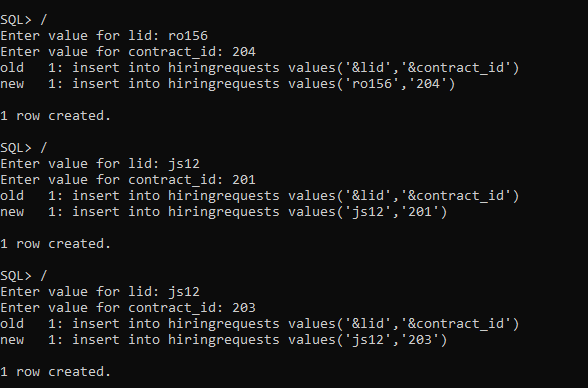 SQL> /
Enter value for lid: ro156
Enter value for contract_id: 204
old   1: insert into hiringrequests values('&lid','&contract_id')
new   1: insert into hiringrequests values('ro156','204')
1 row created.
SQL> /
Enter value for lid: js12
Enter value for contract_id: 201
old   1: insert into hiringrequests values('&lid','&contract_id')
new   1: insert into hiringrequests values('js12','201')
1 row created.
SQL> /
Enter value for lid: js12
Enter value for contract_id: 203
old   1: insert into hiringrequests values('&lid','&contract_id')
new   1: insert into hiringrequests values('js12','203')
1 row created.